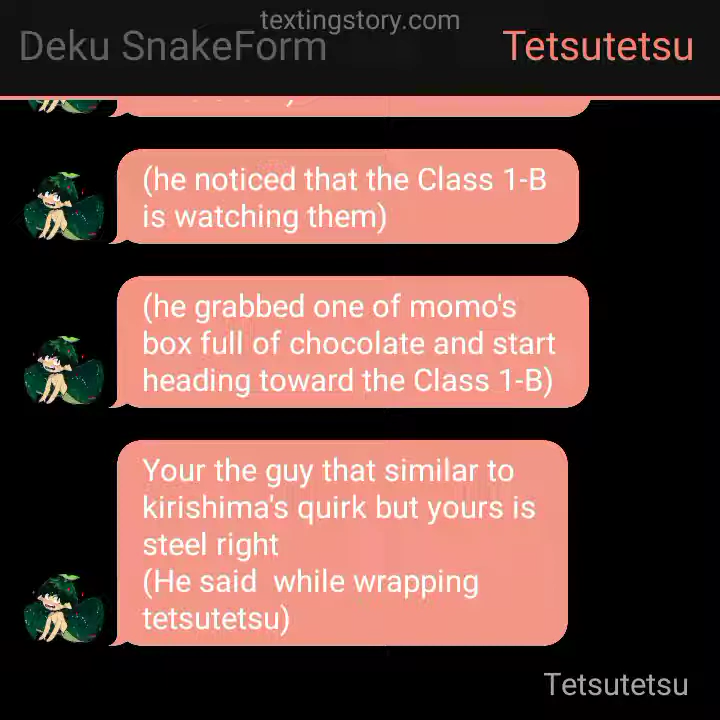 textingstory.com
Deku SnakeForm
Tetsutetsu
(he noticed that the Class 1-B
is watching them)
(he grabbed one of momo's
box full of chocolate and start
heading toward the Class 1-B)
Your the guy that similar to
kirishima's quirk but yours is
steel right
(He said  while wrapping
tetsutetsu)
Tetsutetsu